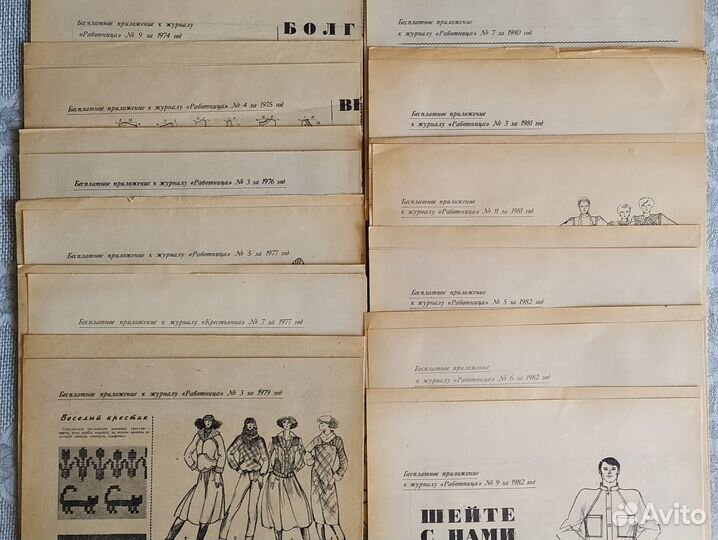 Бесплатное приложение к журналу
«Работница» № 9 за 1974 год
БОЛГ
Бесплатное приложение к журналу «Работница» № 4 за 1975 год
Бесплатное приложение к журналу «Работница» № 3 за 1976 год
Бесплатное приложение к журналу «Работница» № 5 за 1977 год
Бесплатное приложение к журналу «Крестьянка» № 7 за 1977 год
Бесплатное приложение к журналу «Работница» № 3 за 1979 год
Веселый крестик
Бесплатное приложение
к журналу «Работница» № 7 за 1980 год
Бесплатное приложение
к журналу «Работница» № 3 за 1981 год
Бесплатное приложение
к журналу «Работница» № 11 за 1981 год
Бесплатное приложение
к журналу «Работница» № 5 за 1982 год
Бесплатное приложение
к журналу «Работница» № 6 за 1982 год
Бесплатное приложение
к журналу «Работница» № 9 за 1982 год
ШЕЙТЕ
С НАМИ
Avito